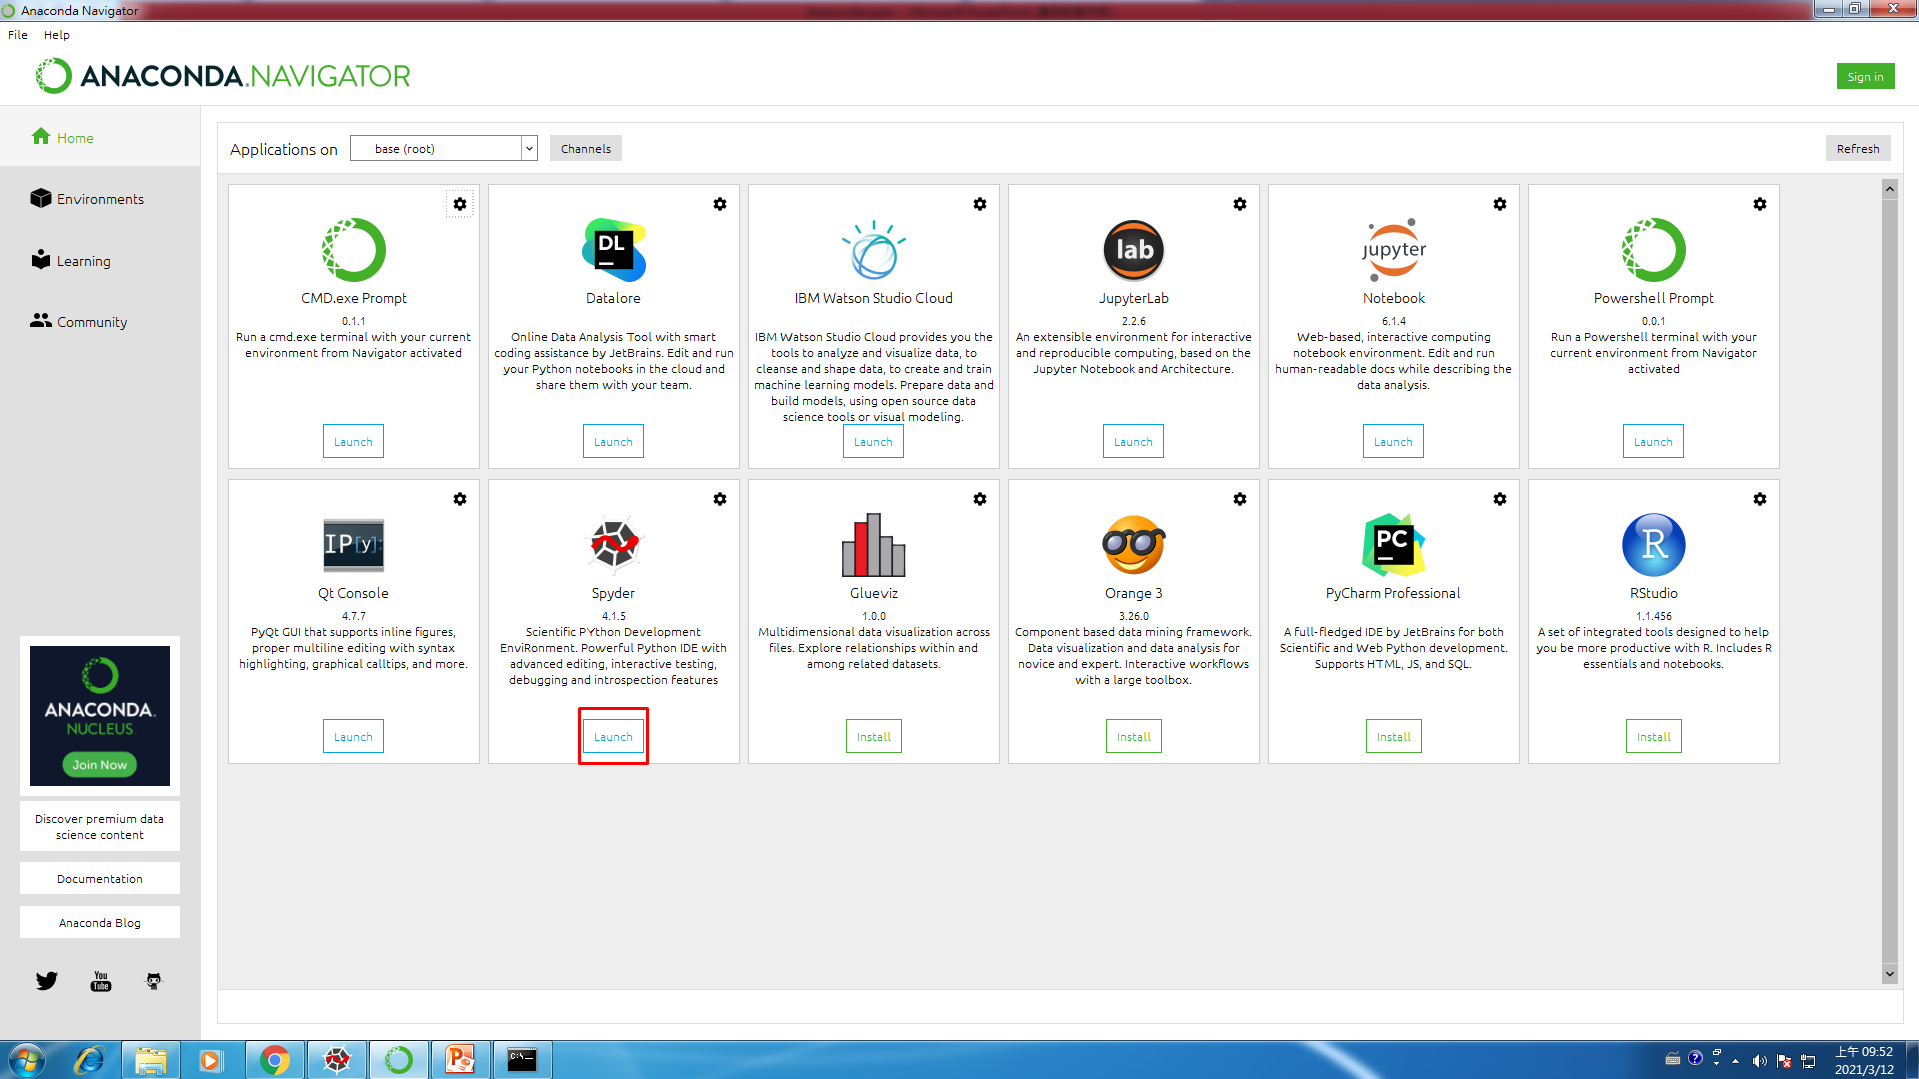 Anaconda Navigator
File Help
ANACONDA.NAVIGATOR
Sign in
Home
Environments
Learning
Community
Applications on base (root) Channels
Refresh
CMD.exe Prompt
0.1.1
Run a cmd.exe terminal with your current
environment from Navigator activated
Launch
DL
Datalore
Online Data Analysis Tool with smart
coding assistance by JetBrains. Edit and run
your Python notebooks in the cloud and
share them with your team.
Launch
IBM Watson Studio Cloud
IBM Watson Studio Cloud provides you the
tools to analyze and visualize data, to
cleanse and shape data, to create and train
machine learning models. Prepare data and
build models, using open source data
science tools or visual modeling.
Launch
lab
JupyterLab
2.2.6
An extensible environment for interactive
and reproducible computing, based on the
Jupyter Notebook and Architecture.
Launch
jupyter
Notebook
6.1.4
Web-based, interactive computing
notebook environment. Edit and run
human-readable docs while describing the
data analysis.
Launch
Powershell Prompt
0.0.1
Run a Powershell terminal with your
current environment from Navigator
activated
Launch
IP[y]:
Qt Console
4.7.7
PyQt GUI that supports inline figures,
proper multiline editing with syntax
highlighting, graphical calltips, and more.
Launch
Spyder
4.1.5
Scientific PYthon Development
EnviRonment. Powerful Python IDE with
advanced editing, interactive testing,
debugging and introspection features
Launch
Glueviz
1.0.0
Multidimensional data visualization across
files. Explore relationships within and
among related datasets.
Install
Orange 3
3.26.0
Component based data mining framework.
Data visualization and data analysis for
novice and expert. Interactive workflows
with a large toolbox.
Install
PC
PyCharm Professional
A full-fledged IDE by JetBrains for both
Scientific and Web Python development.
Supports HTML, JS, and SQL.
Install
R
RStudio
1.1.456
A set of integrated tools designed to help
you be more productive with R. Includes R
essentials and notebooks.
Install
ANACONDA.
NUCLEUS
Join Now
Discover premium data
science content
Documentation
Anaconda Blog
You
Tube
上午 09:52
2021/3/12